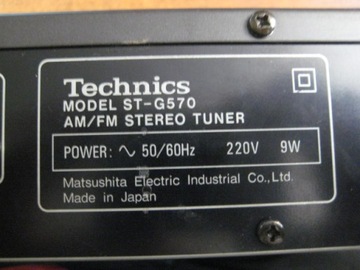 Technics
MODEL ST-G570
AM/FM STEREO TUNER
POWER: ∿ 50/60Hz 220V 9W
Matsushita Electric Industrial Co., Ltd.
Made in Japan